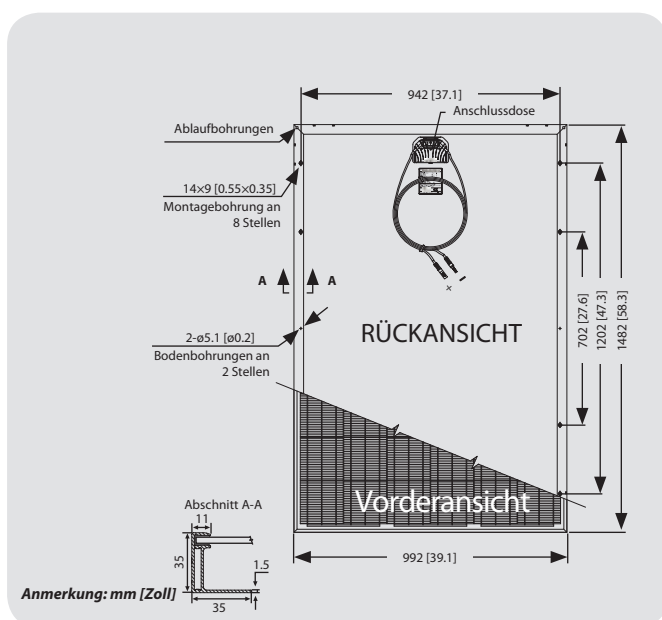 942 [37.1]
Anschlussdose
Ablaufbohrungen
14×9 [0.55×0.35]
Montagebohrung an
8 Stellen
A A
702 [27.6]
1202 [47.3]
1482 [58.3]
+
−
2-ø5.1 [ø0.2]
Bodenbohrungen an
2 Stellen
RÜCKANSICHT
Vorderansicht
Abschnitt A-A
11
35
1.5
35
992 [39.1]
Anmerkung: mm [Zoll]